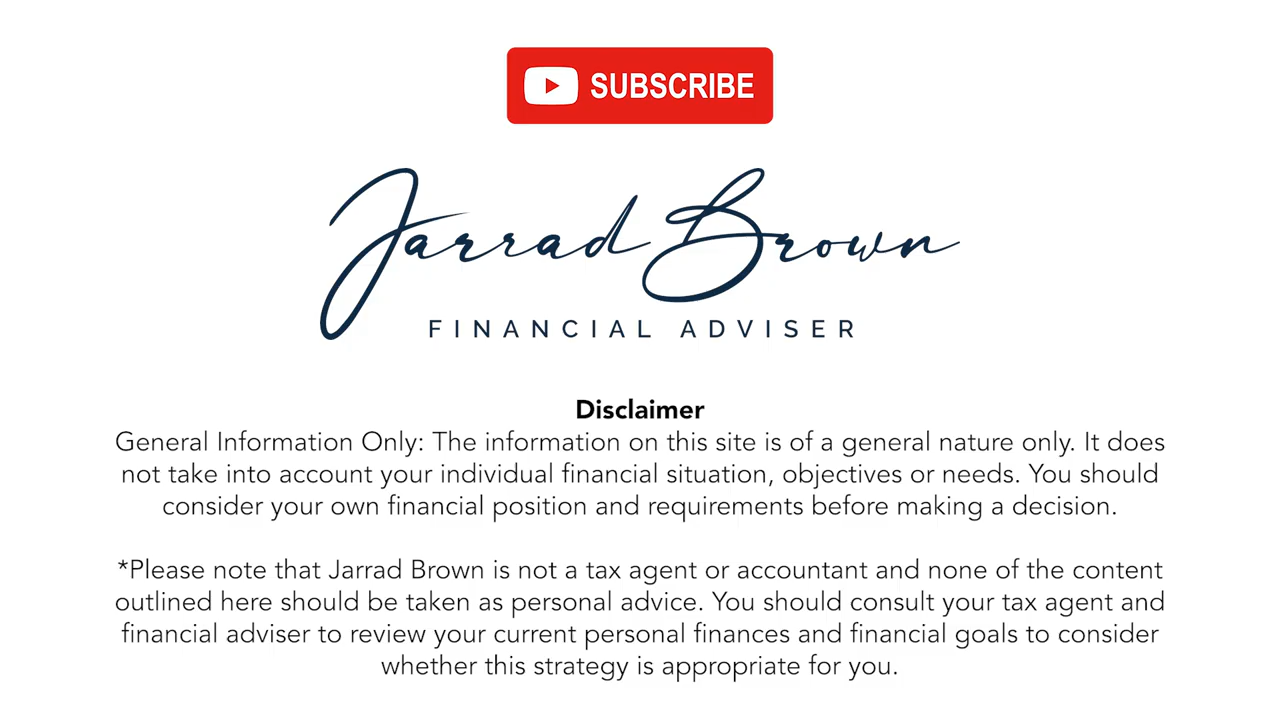 SUBSCRIBE
Jarrad Brown
FINANCIAL ADVISER
Disclaimer
General Information Only: The information on this site is of a general nature only. It does
not take into account your individual financial situation, objectives or needs. You should
consider your own financial position and requirements before making a decision.
*Please note that Jarrad Brown is not a tax agent or accountant and none of the content
outlined here should be taken as personal advice. You should consult your tax agent and
financial adviser to review your current personal finances and financial goals to consider
whether this strategy is appropriate for you.